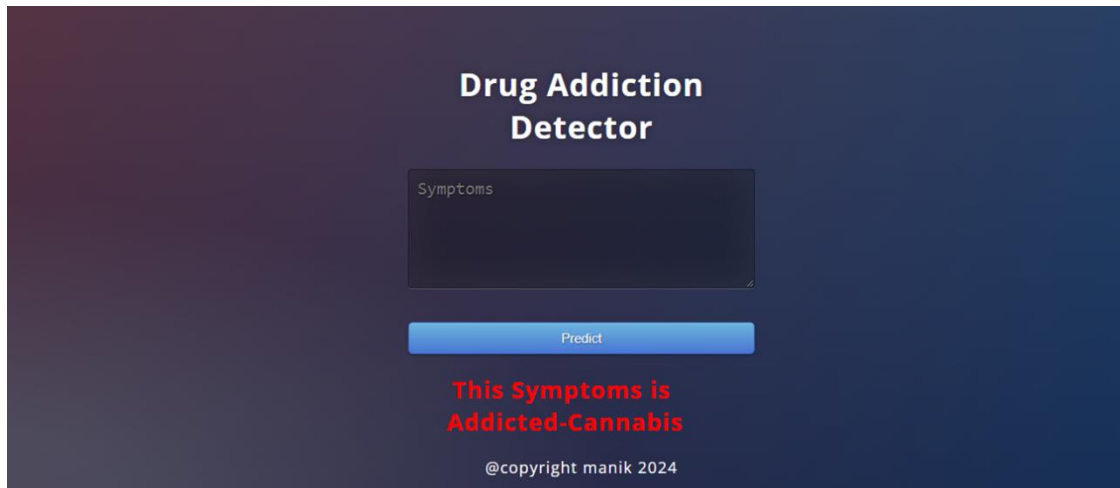 Drug Addiction
Detector
Symptoms
Predict
This Symptoms is
Addicted-Cannabis
@copyright manik 2024